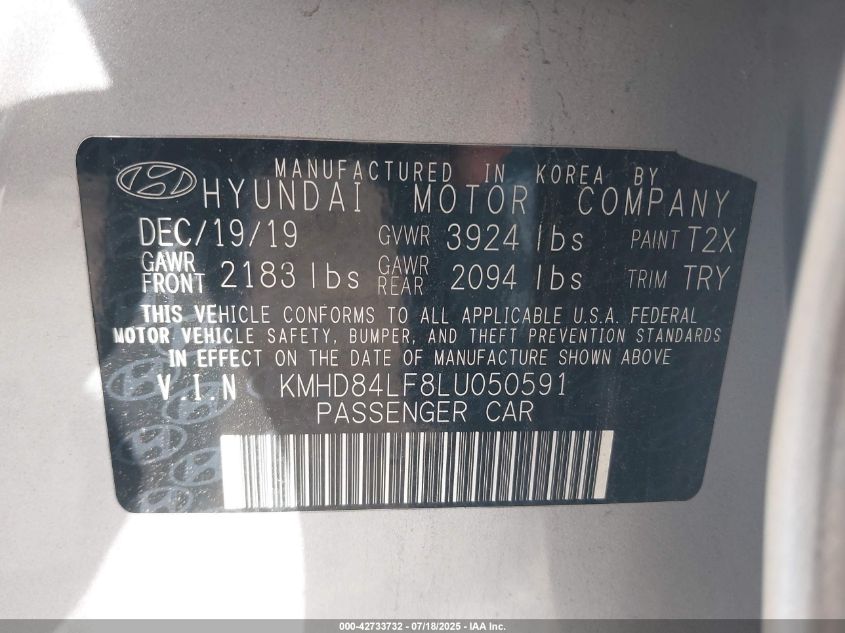 MANUFACTURED IN KOREA BY
HYUNDAI MOTOR COMPANY
DEC/19/19 GVWR 3924 lbs PAINT T2X
GAWR FRONT 2183 lbs GAWR REAR 2094 lbs TRIM TRY
THIS VEHICLE CONFORMS TO ALL APPLICABLE U.S.A. FEDERAL
MOTOR VEHICLE SAFETY, BUMPER, AND THEFT PREVENTION STANDARDS
IN EFFECT ON THE DATE OF MANUFACTURE SHOWN ABOVE
V.I.N KMHD84LF8LU050591
PASSENGER CAR
000-42733732 - 07/18/2025 - IAA Inc.